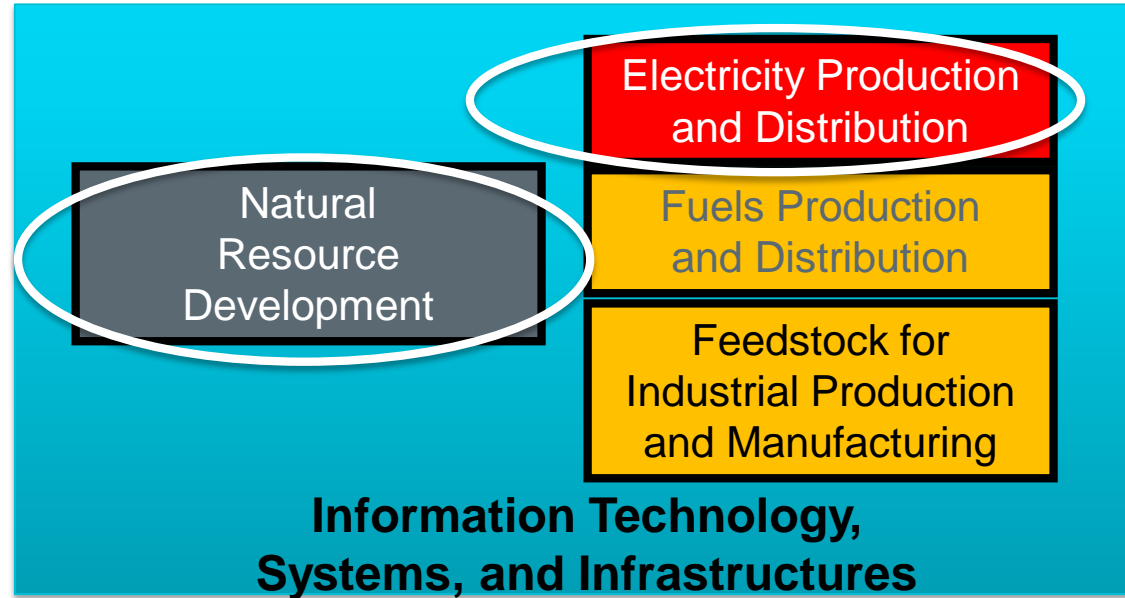 Electricity Production
and Distribution
Natural
Resource
Development
Fuels Production
and Distribution
Feedstock for
Industrial Production
and Manufacturing
Information Technology,
Systems, and Infrastructures